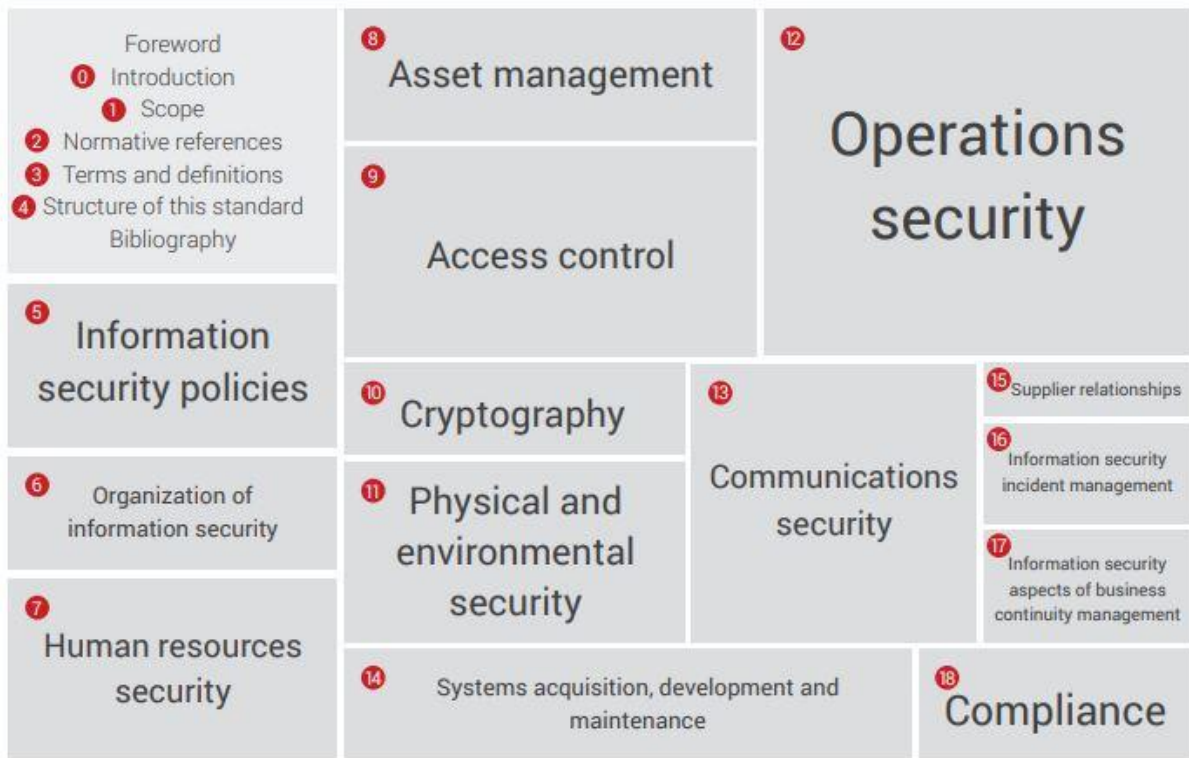 Foreword
0 Introduction
1 Scope
2 Normative references
3 Terms and definitions
4 Structure of this standard
Bibliography
5
Information
security policies
6
Organization of
information security
7
Human resources
security
8
Asset management
9
Access control
10
Cryptography
11
Physical and
environmental
security
12
Operations
security
13
Communications
security
14
Systems acquisition, development and
maintenance
15
Supplier relationships
16
Information security
incident management
17
Information security
aspects of business
continuity management
18
Compliance